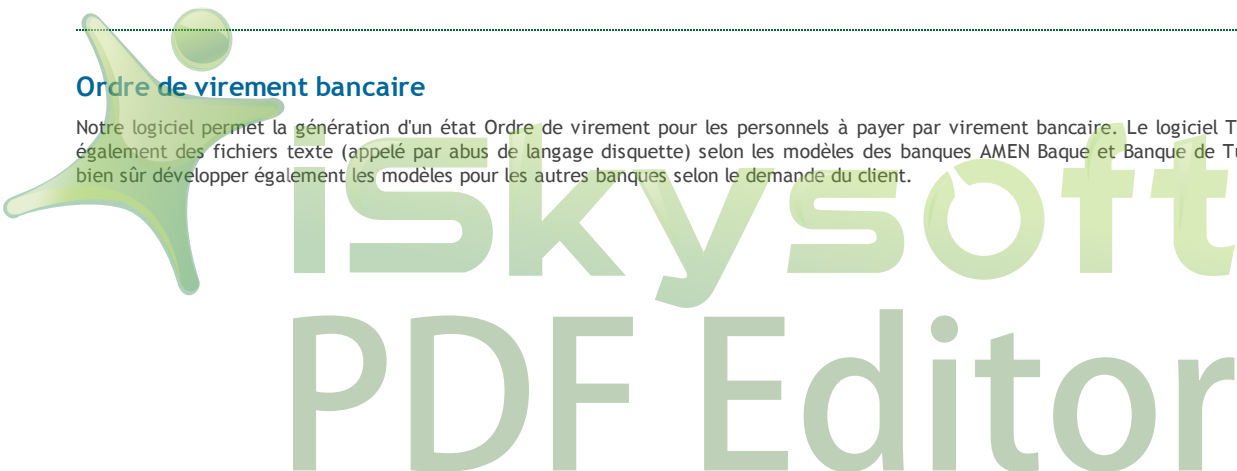 Ordre de virement bancaire
Notre logiciel permet la génération d'un état Ordre de virement pour les personnels à payer par virement bancaire. Le logiciel T
également des fichiers texte (appelé par abus de langage disquette) selon les modèles des banques AMEN Baque et Banque de Tu
bien sûr développer également les modèles pour les autres banques selon le demande du client.
iSkysoft
PDF Editor